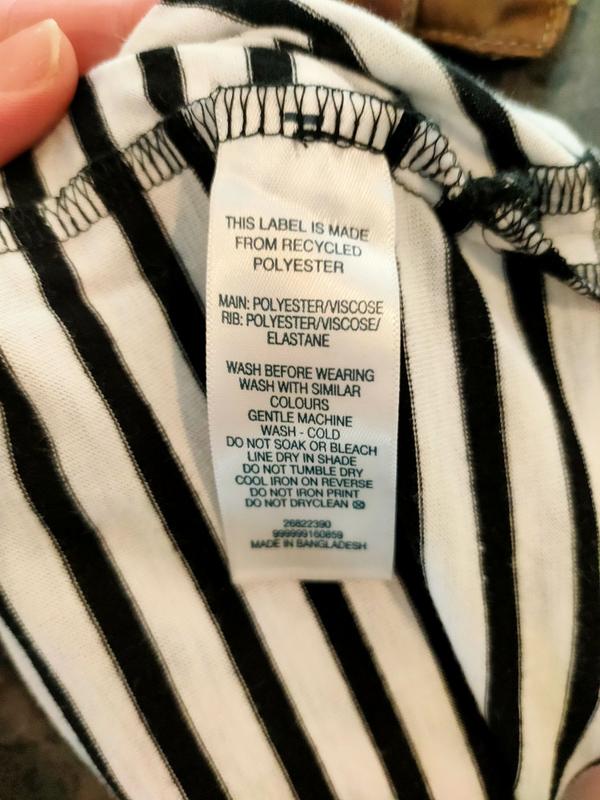 THIS LABEL IS MADE
FROM RECYCLED
POLYESTER
MAIN: POLYESTER/VISCOSE
RIB: POLYESTER/VISCOSE/
ELASTANE
WASH BEFORE WEARING
WASH WITH SIMILAR
COLOURS
GENTLE MACHINE
WASH - COLD
DO NOT SOAK OR BLEACH
LINE DRY IN SHADE
DO NOT TUMBLE DRY
COOL IRON ON REVERSE
DO NOT IRON PRINT
DO NOT DRYCLEAN
26822390
999999160859
MADE IN BANGLADESH